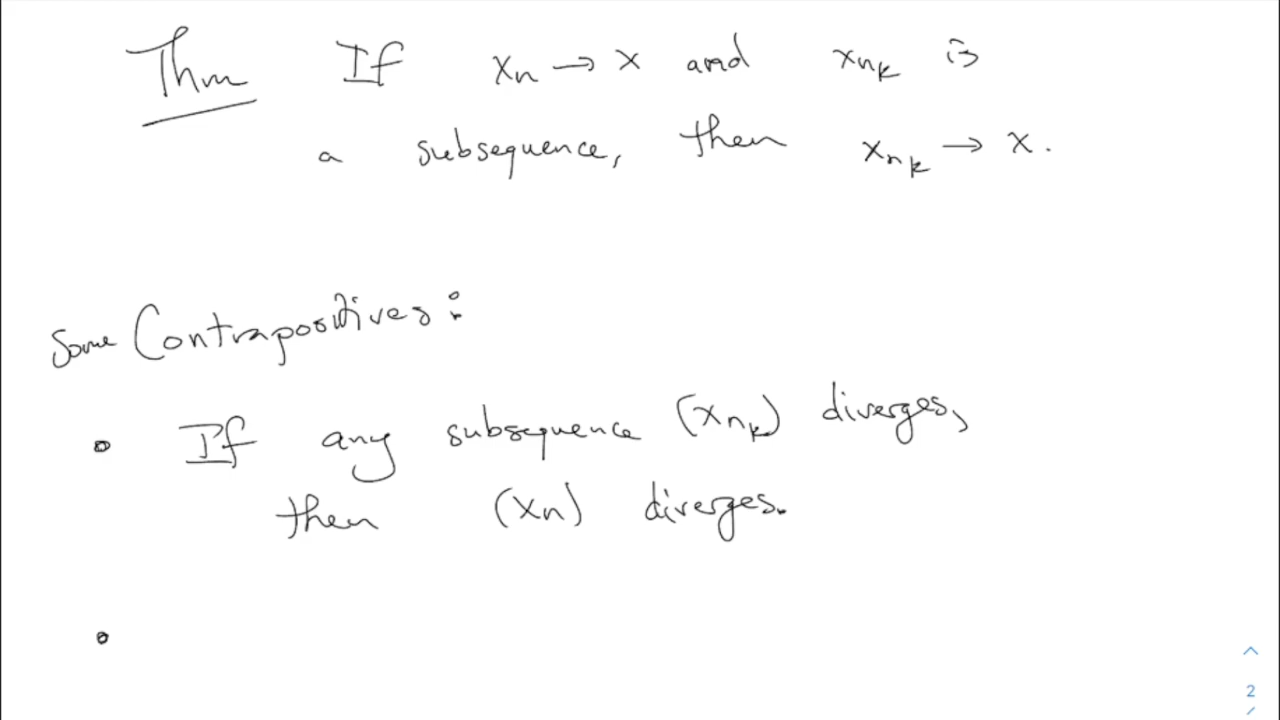 Thm If xₙ → x and xₙₖ is
a subsequence, then xₙₖ → x.
Some Contrapositives:
• If any subsequence (xₙₖ) diverges,
then (xₙ) diverges.
•
2